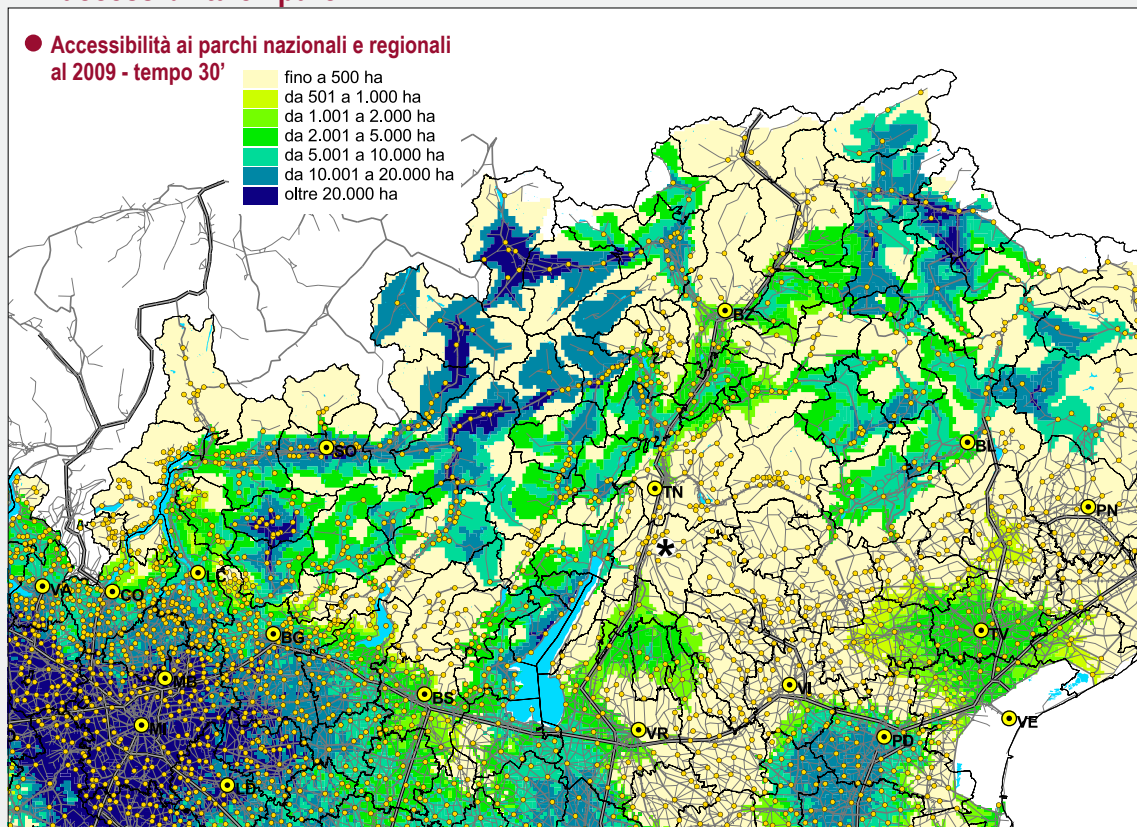 Accessibilità ai parchi nazionali e regionali
al 2009 - tempo 30'
fino a 500 ha
da 501 a 1.000 ha
da 1.001 a 2.000 ha
da 2.001 a 5.000 ha
da 5.001 a 10.000 ha
da 10.001 a 20.000 ha
oltre 20.000 ha
BZ
SO
BL
TN
PN
*
LC
VA
CO
BG
TV
MB
VI
BS
VE
MI
VR
PD
LO